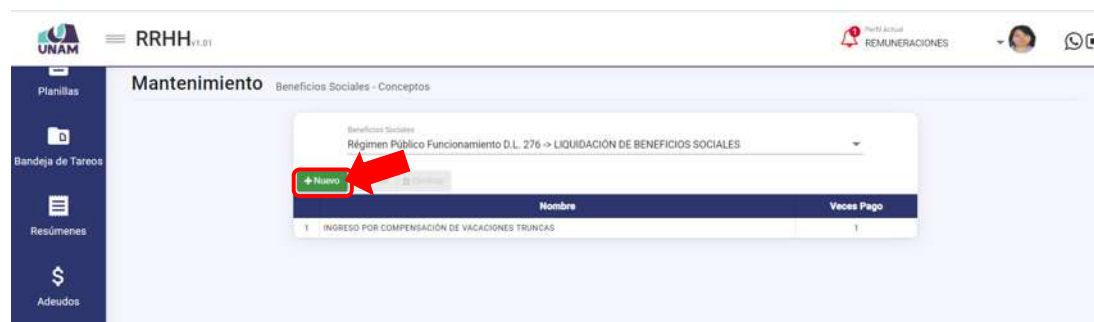 UNAM
RRHH v1.01
Perfil Actual
REMUNERACIONES
Planillas
Bandeja de Tareos
Resúmenes
$
Adeudos
Mantenimiento Beneficios Sociales - Conceptos
Beneficios Sociales
Régimen Público Funcionamiento D.L. 276 -> LIQUIDACIÓN DE BENEFICIOS SOCIALES
+ Nuevo
Nombre Veces Pago
1 INGRESO POR COMPENSACIÓN DE VACACIONES TRUNCAS 1